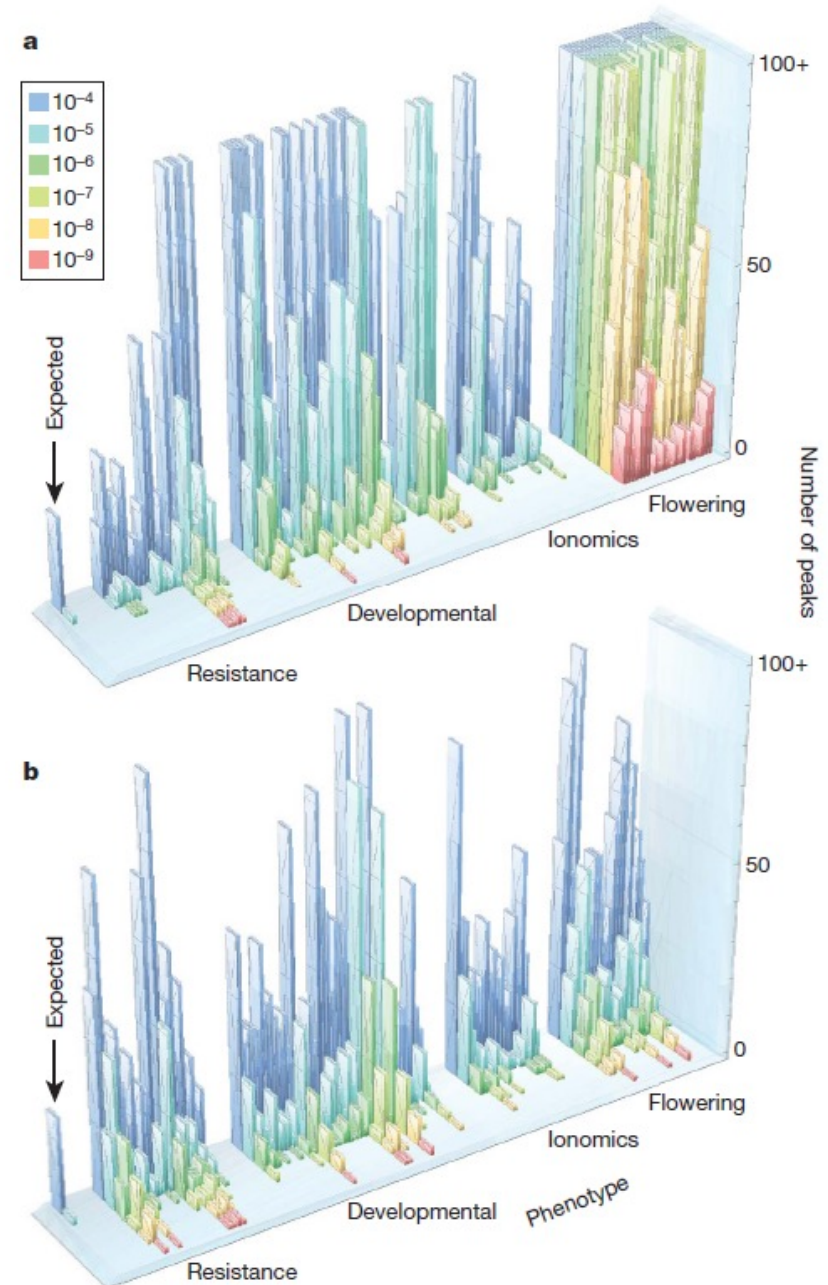 a
10⁻⁴
10⁻⁵
10⁻⁶
10⁻⁷
10⁻⁸
10⁻⁹
Expected
100+
50
0
Number of peaks
Flowering
Ionomics
Developmental
Resistance
b
Expected
100+
50
0
Flowering
Ionomics
Developmental
Phenotype
Resistance